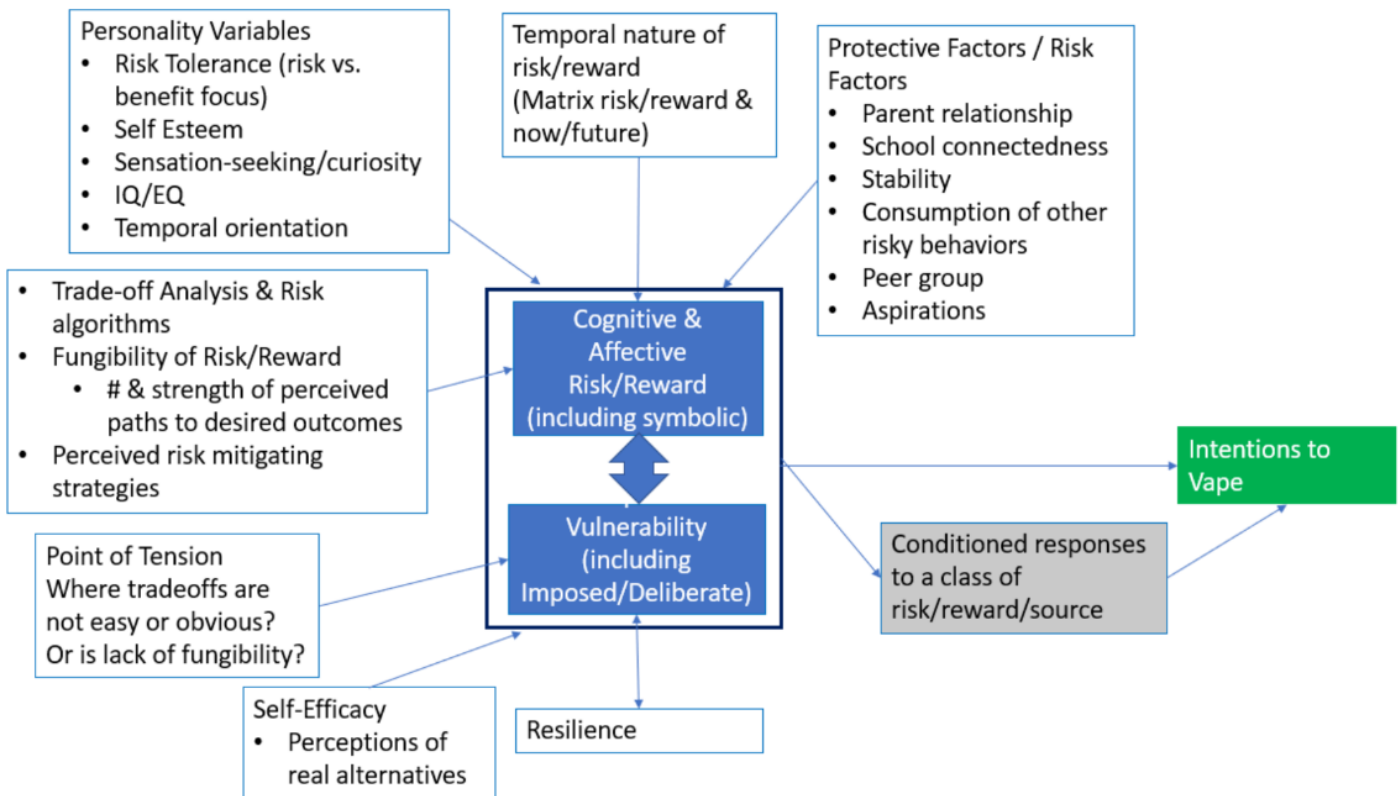 Personality Variables
• Risk Tolerance (risk vs.
benefit focus)
• Self Esteem
• Sensation-seeking/curiosity
• IQ/EQ
• Temporal orientation
Temporal nature of
risk/reward
(Matrix risk/reward &
now/future)
Protective Factors / Risk
Factors
• Parent relationship
• School connectedness
• Stability
• Consumption of other
risky behaviors
• Peer group
• Aspirations
• Trade-off Analysis & Risk
algorithms
• Fungibility of Risk/Reward
• # & strength of perceived
paths to desired outcomes
• Perceived risk mitigating
strategies
Cognitive &
Affective
Risk/Reward
(including symbolic)
Vulnerability
(including
Imposed/Deliberate)
Intentions to
Vape
Conditioned responses
to a class of
risk/reward/source
Point of Tension
Where tradeoffs are
not easy or obvious?
Or is lack of fungibility?
Self-Efficacy
• Perceptions of
real alternatives
Resilience